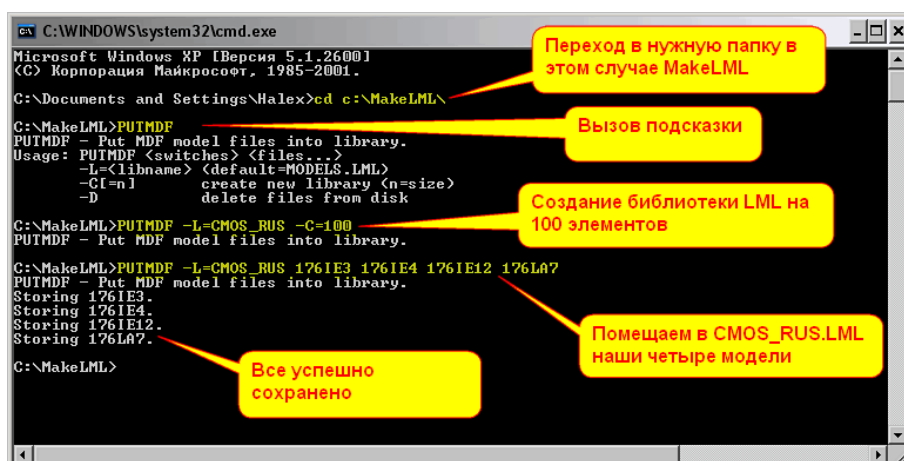 C:\WINDOWS\system32\cmd.exe
Microsoft Windows XP [Версия 5.1.2600]
(С) Корпорация Майкрософт, 1985-2001.
Переход в нужную папку в
этом случае MakeLML
C:\Documents and Settings\Halex>cd c:\MakeLML\
C:\MakeLML>PUTMDF
Вызов подсказки
PUTMDF - Put MDF model files into library.
Usage: PUTMDF <switches> <files...>
-L=<libname> (default=MODELS.LML)
-C[=n] create new library (n=size)
-D delete files from disk
Создание библиотеки LML на
100 элементов
C:\MakeLML>PUTMDF -L=CMOS_RUS -C=100
PUTMDF - Put MDF model files into library.
C:\MakeLML>PUTMDF -L=CMOS_RUS 176IE3 176IE4 176IE12 176LA7
PUTMDF - Put MDF model files into library.
Storing 176IE3.
Storing 176IE4.
Storing 176IE12.
Storing 176LA7.
Помещаем в CMOS_RUS.LML
наши четыре модели
C:\MakeLML>
Все успешно
сохранено